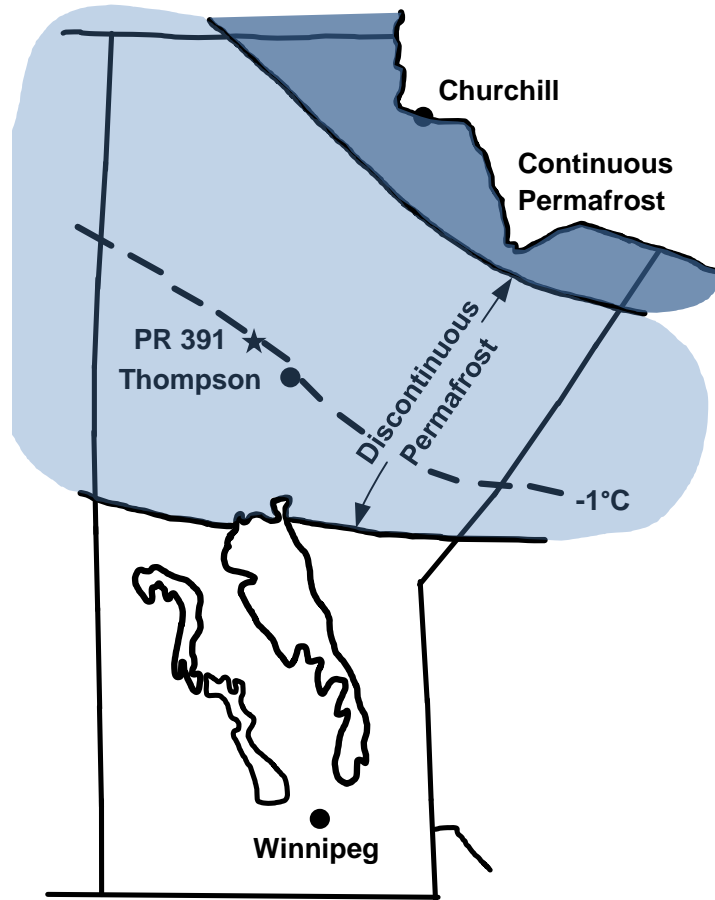 Churchill
Continuous
Permafrost
PR 391
Thompson
Discontinuous
Permafrost
-1°C
Winnipeg